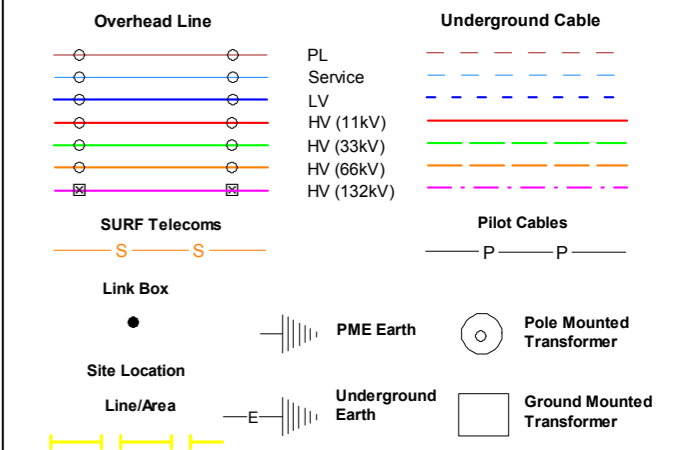 Overhead Line
Underground Cable
PL
Service
LV
HV (11kV)
HV (33kV)
HV (66kV)
HV (132kV)
SURF Telecoms
Pilot Cables
S S
P P
Link Box
PME Earth
Pole Mounted
Transformer
Site Location
Line/Area
E
Underground
Earth
Ground Mounted
Transformer